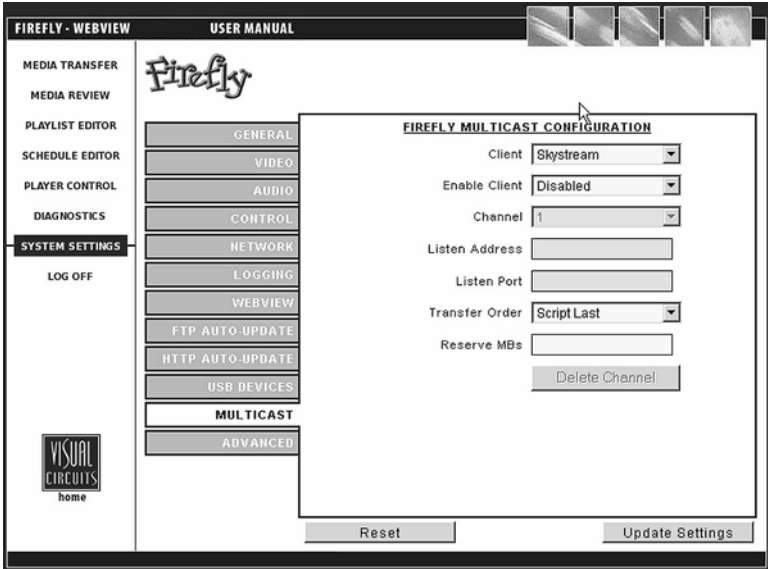 FIREFLY - WEBVIEW
USER MANUAL
MEDIA TRANSFER
MEDIA REVIEW
PLAYLIST EDITOR
SCHEDULE EDITOR
PLAYER CONTROL
DIAGNOSTICS
SYSTEM SETTINGS
LOG OFF
VISUAL
CIRCUITS
home
Firefly
GENERAL
VIDEO
AUDIO
CONTROL
NETWORK
LOGGING
WEBVIEW
FTP AUTO-UPDATE
HTTP AUTO-UPDATE
USB DEVICES
MULTICAST
ADVANCED
FIREFLY MULTICAST CONFIGURATION
Client Skystream
Enable Client Disabled
Channel 1
Listen Address
Listen Port
Transfer Order Script Last
Reserve MBs
Delete Channel
Reset
Update Settings